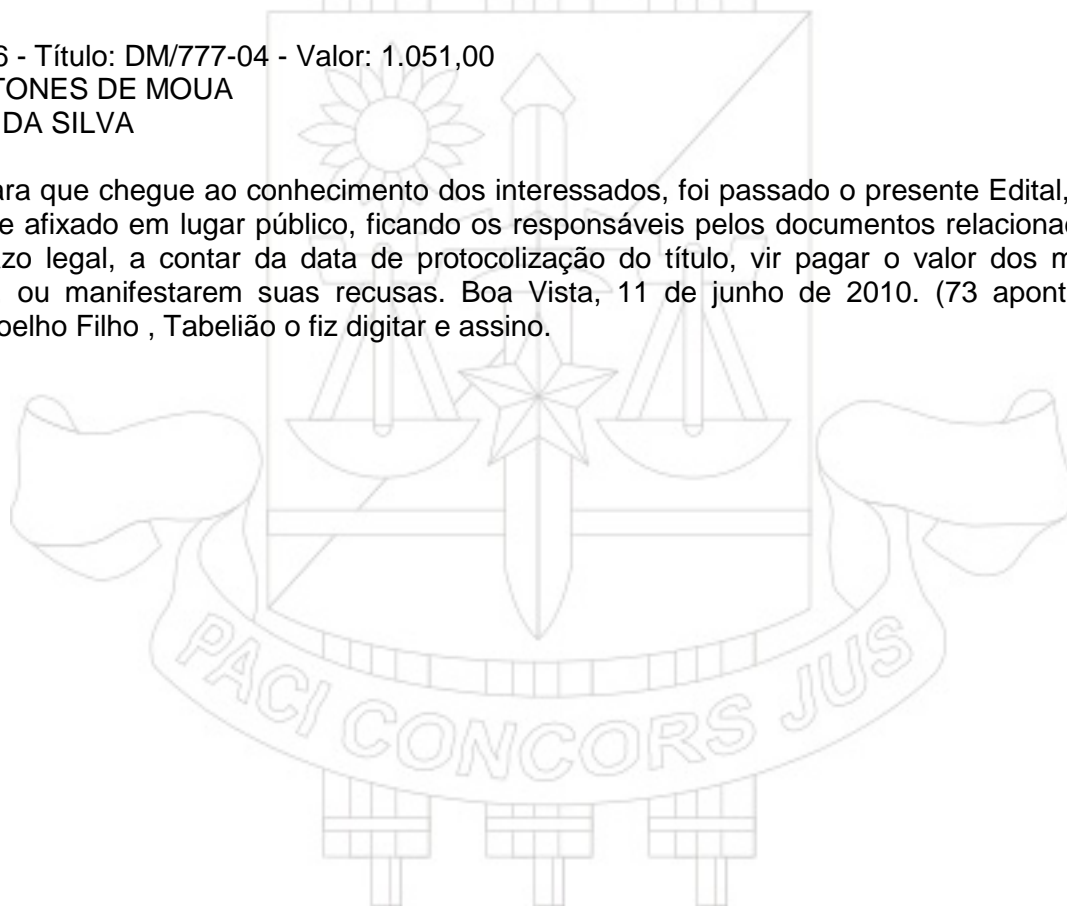 6 - Título: DM/777-04 - Valor: 1.051,00
TONES DE MOUA
DA SILVA
ara que chegue ao conhecimento dos interessados, foi passado o presente Edital,
e afixado em lugar público, ficando os responsáveis pelos documentos relaciona
azo legal, a contar da data de protocolização do título, vir pagar o valor dos m
ou manifestarem suas recusas. Boa Vista, 11 de junho de 2010. (73 apont
oelho Filho , Tabelião o fiz digitar e assino.
PACI CONCORS JUS